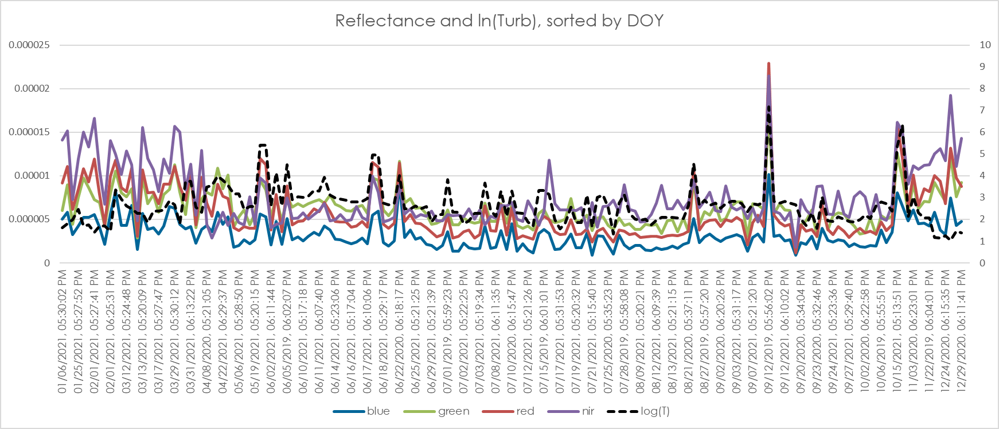 Reflectance and ln(Turb), sorted by DOY
0.000025
0.00002
0.000015
0.00001
0.000005
0
10
9
8
7
6
5
4
3
2
1
0
01/06/2021, 05:30:02 PM
01/25/2021, 05:27:52 PM
02/01/2021, 05:27:41 PM
02/01/2021, 06:25:31 PM
03/12/2021, 05:24:48 PM
03/13/2021, 05:20:09 PM
03/17/2021, 05:27:47 PM
03/29/2021, 05:30:12 PM
03/31/2021, 06:13:22 PM
04/08/2020, 05:21:05 PM
04/22/2021, 06:29:37 PM
05/06/2021, 05:28:50 PM
05/19/2021, 05:20:15 PM
06/02/2021, 06:11:44 PM
06/05/2019, 06:02:07 PM
06/10/2021, 05:17:18 PM
06/11/2021, 06:07:40 PM
06/14/2021, 05:23:06 PM
06/16/2021, 05:17:04 PM
06/17/2021, 06:10:06 PM
06/18/2021, 05:29:17 PM
06/22/2020, 06:18:17 PM
06/25/2021, 05:21:25 PM
06/29/2021, 05:21:39 PM
07/01/2019, 05:59:23 PM
07/02/2021, 05:22:25 PM
07/03/2021, 05:19:34 PM
07/08/2021, 06:11:35 PM
07/10/2020, 06:15:47 PM
07/12/2021, 05:21:26 PM
07/15/2019, 06:01:01 PM
07/17/2020, 05:31:53 PM
07/19/2021, 05:20:32 PM
07/21/2021, 05:15:40 PM
07/25/2020, 05:35:23 PM
07/28/2020, 05:58:08 PM
08/09/2021, 05:20:21 PM
08/12/2021, 06:09:39 PM
08/13/2021, 05:21:15 PM
08/21/2020, 05:37:11 PM
08/27/2019, 05:57:20 PM
09/02/2020, 06:20:26 PM
09/03/2021, 05:31:17 PM
09/07/2021, 05:21:20 PM
09/12/2019, 05:56:02 PM
09/12/2020, 06:10:02 PM
09/20/2020, 05:34:04 PM
09/23/2020, 05:32:46 PM
09/24/2021, 05:23:36 PM
09/27/2021, 05:29:40 PM
10/02/2020, 06:22:58 PM
10/06/2019, 05:55:51 PM
10/15/2021, 05:13:51 PM
11/03/2020, 06:23:01 PM
11/22/2019, 06:04:01 PM
12/24/2020, 06:15:35 PM
12/29/2020, 06:11:41 PM
blue green red nir log(T)